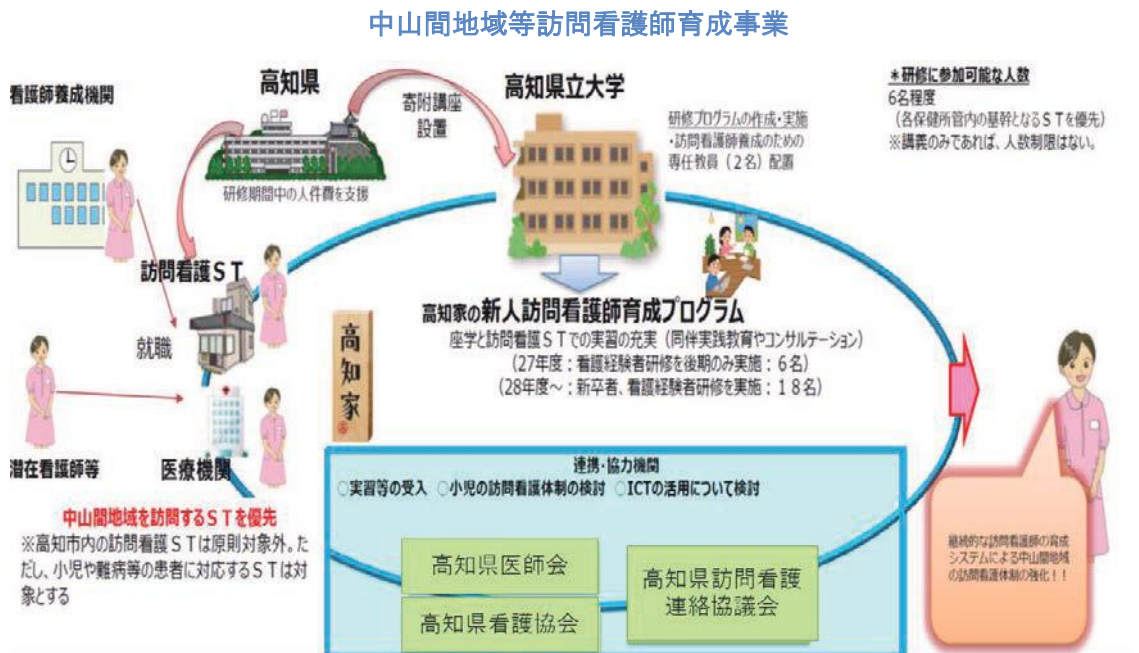 中山間地域等訪問看護師育成事業
看護師養成機関
高知県
研修期間中の人件費を支援
寄附講座
設置
高知県立大学
研修プログラムの作成・実施
・訪問看護師養成のための
専任教員(2名)配置
*研修に参加可能な人数
6名程度
(各保健所管内の基幹となるSTを優先)
※講義のみであれば、人数制限はない。
訪問看護ST
就職
潜在看護師等
医療機関
中山間地域を訪問するSTを優先
※高知市内の訪問看護STは原則対象外。た
だし、小児や難病等の患者に対応するSTは対
象とする
高知家
高知家の新人訪問看護師育成プログラム
座学と訪問看護STでの実習の充実(同伴実践教育やコンサルテーション)
(27年度:看護経験者研修を後期のみ実施:6名)
(28年度~:新卒者、看護経験者研修を実施:18名)
連携・協力機関
○実習等の受入 ○小児の訪問看護体制の検討 ○ICTの活用について検討
高知県医師会
高知県看護協会
高知県訪問看護
連絡協議会
継続的な訪問看護師の育成
システムによる中山間地域
の訪問看護体制の強化!!